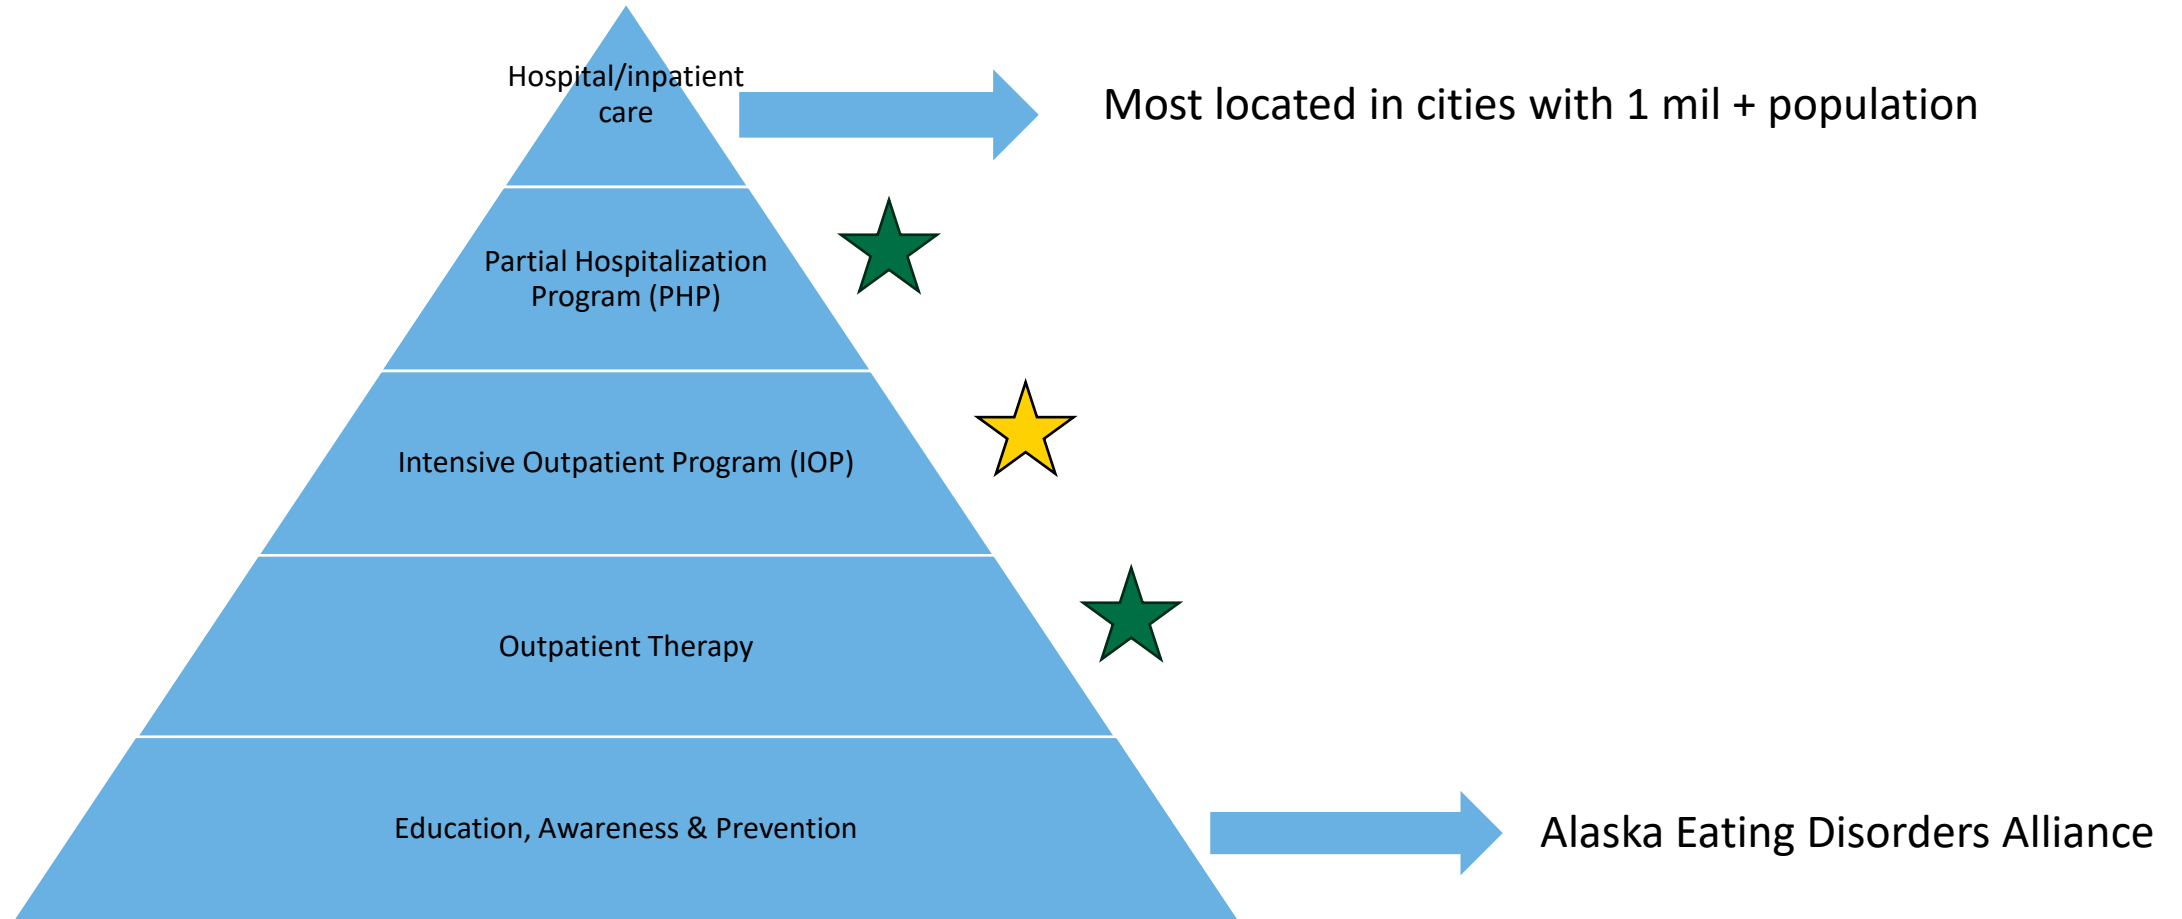 Hospital/inpatient
care
Most located in cities with 1 mil + population
Partial Hospitalization
Program (PHP)
Intensive Outpatient Program (IOP)
Outpatient Therapy
Education, Awareness & Prevention
Alaska Eating Disorders Alliance